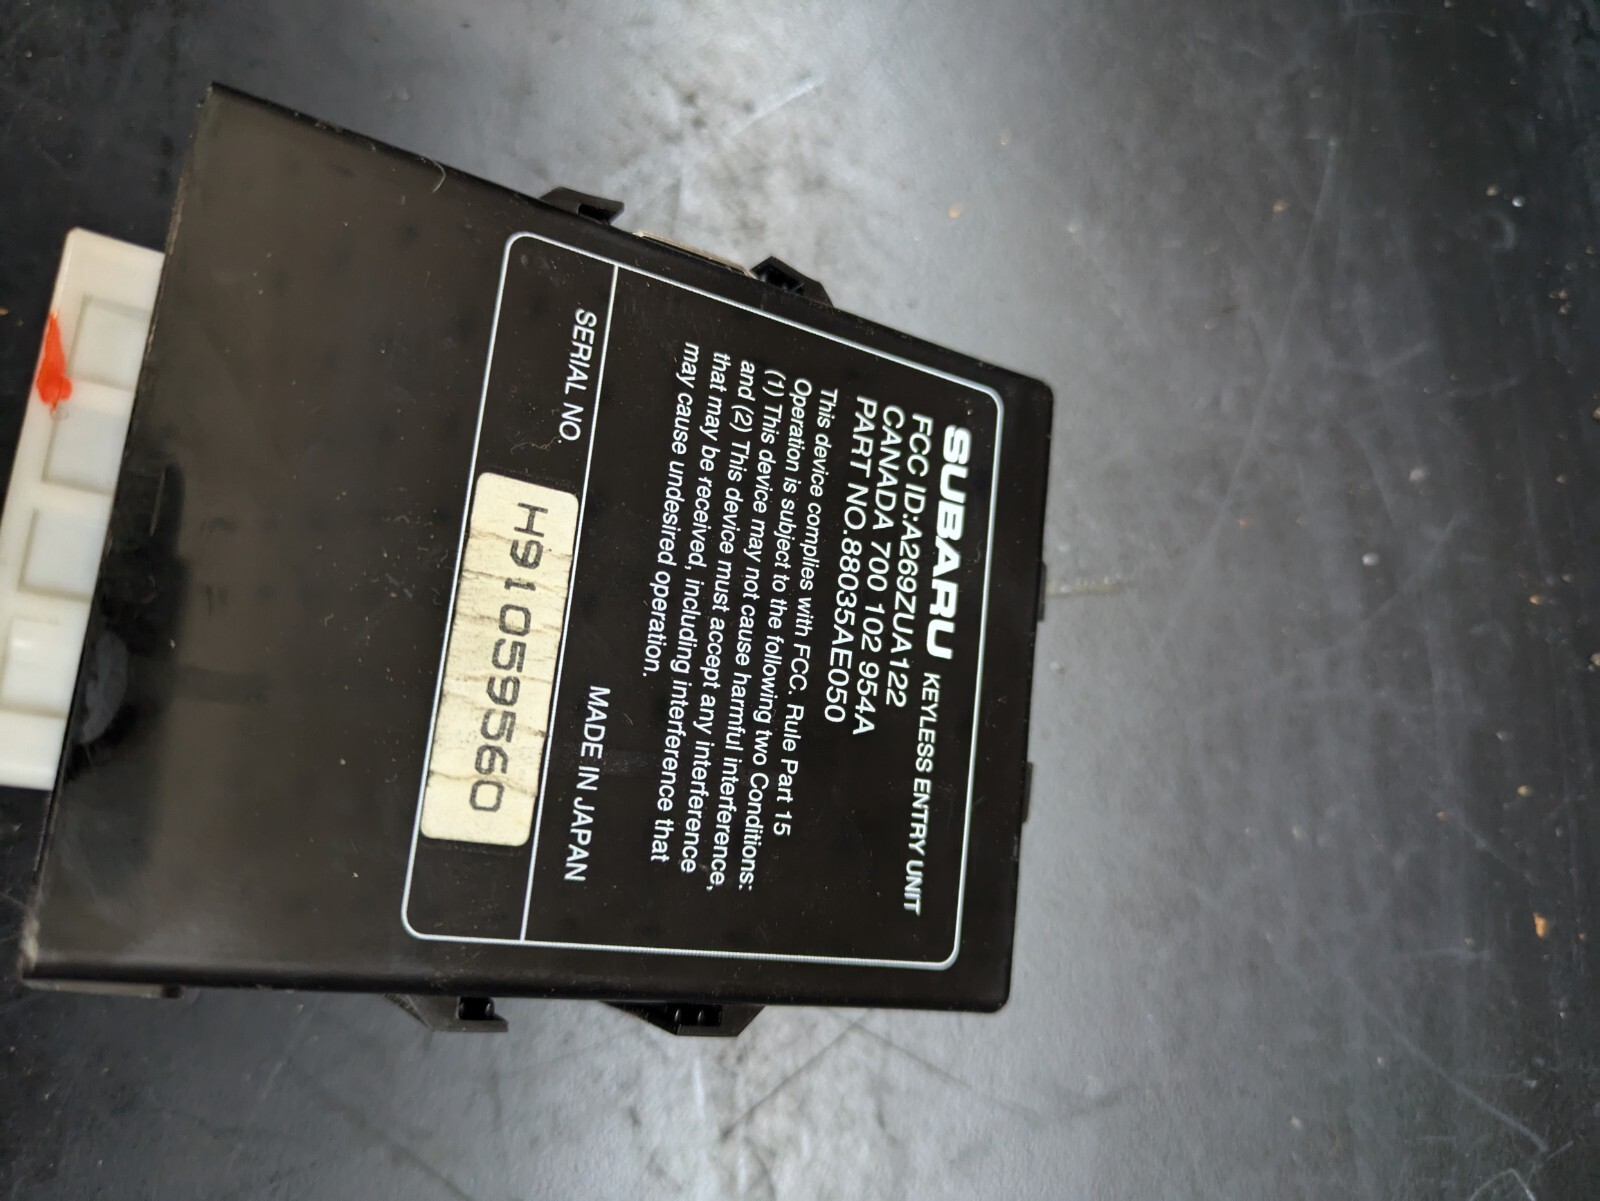 SUBARU KEYLESS ENTRY UNIT
FCC ID:A269ZUA122
CANADA 700 102 954A
PART NO.88035AE050
This device complies with FCC. Rule Part 15
Operation is subject to the following two Conditions:
(1) This device may not cause harmful interference,
and (2) This device must accept any interference
that may be received, including interference that
may cause undesired operation.
SERIAL NO. H91059560 MADE IN JAPAN